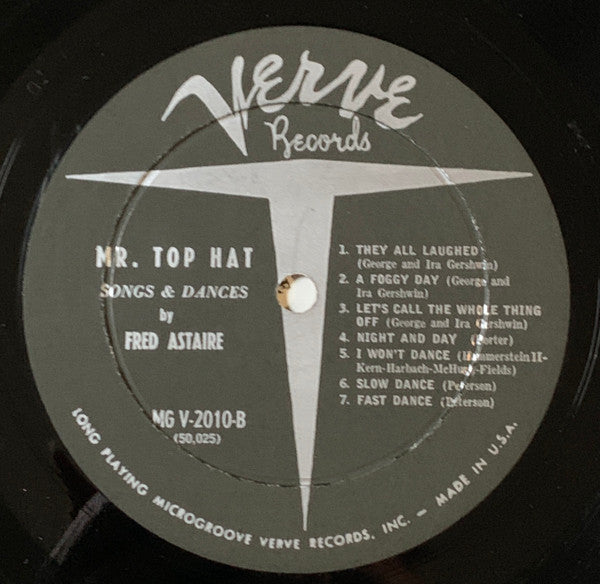 Verve
Records
MR. TOP HAT
SONGS & DANCES
by
FRED ASTAIRE
MG V-2010-B
(50,025)
1. THEY ALL LAUGHED
(George and Ira Gershwin)
2. A FOGGY DAY (George and
Ira Gershwin)
3. LET'S CALL THE WHOLE THING
OFF (George and Ira Gershwin)
4. NIGHT AND DAY (Porter)
5. I WON'T DANCE (Hammerstein II-
Kern-Harbach-McHugh-Fields)
6. SLOW DANCE (Peterson)
7. FAST DANCE (Peterson)
LONG PLAYING MICROGROOVE VERVE RECORDS, INC. – MADE IN U.S.A.